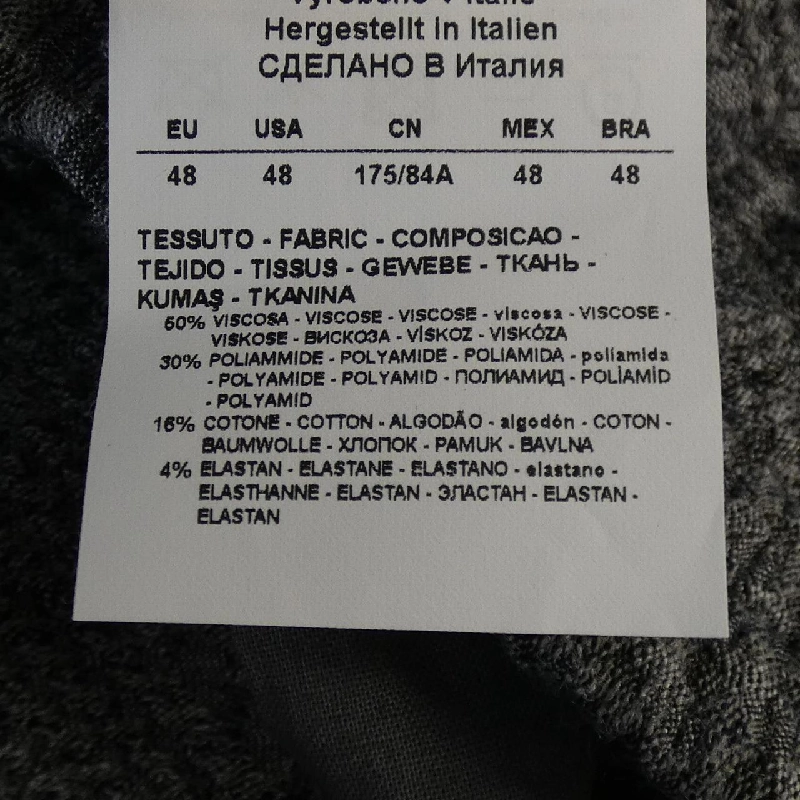 Hergestellt in Italien
СДЕЛАНО В Италия
EU USA CN MEX BRA
48 48 175/84A 48 48
TESSUTO - FABRIC - COMPOSICAO -
TEJIDO - TISSUS - GEWEBE - ТКАНЬ -
KUMAŞ - TKANINA
50% VISCOSA - VISCOSE - VISCOSE - viscosa - VISCOSE -
VISKOSE - ВИСКОЗА - VİSKOZ - VISKÓZA
30% POLIAMMIDE - POLYAMIDE - POLIAMIDA - poliamida
- POLYAMIDE - POLYAMID - ПОЛИАМИД - POLİAMİD
- POLYAMID
16% COTONE - COTTON - ALGODÃO - algodón - COTON -
BAUMWOLLE - ХЛОПОК - PAMUK - BAVLNA
4% ELASTAN - ELASTANE - ELASTANO - elastano -
ELASTHANNE - ELASTAN - ЭЛАСТАН - ELASTAN -
ELASTAN